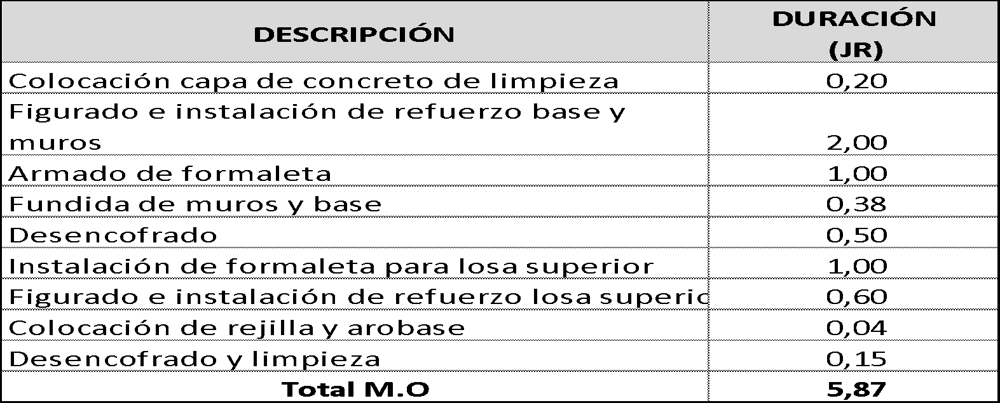 DESCRIPCIÓN DURACIÓN (JR)
Colocación capa de concreto de limpieza 0,20
Figurado e instalación de refuerzo base y
muros 2,00
Armado de formaleta 1,00
Fundida de muros y base 0,38
Desencofrado 0,50
Instalación de formaleta para losa superior 1,00
Figurado e instalación de refuerzo losa superio 0,60
Colocación de rejilla y arobase 0,04
Desencofrado y limpieza 0,15
Total M.O 5,87